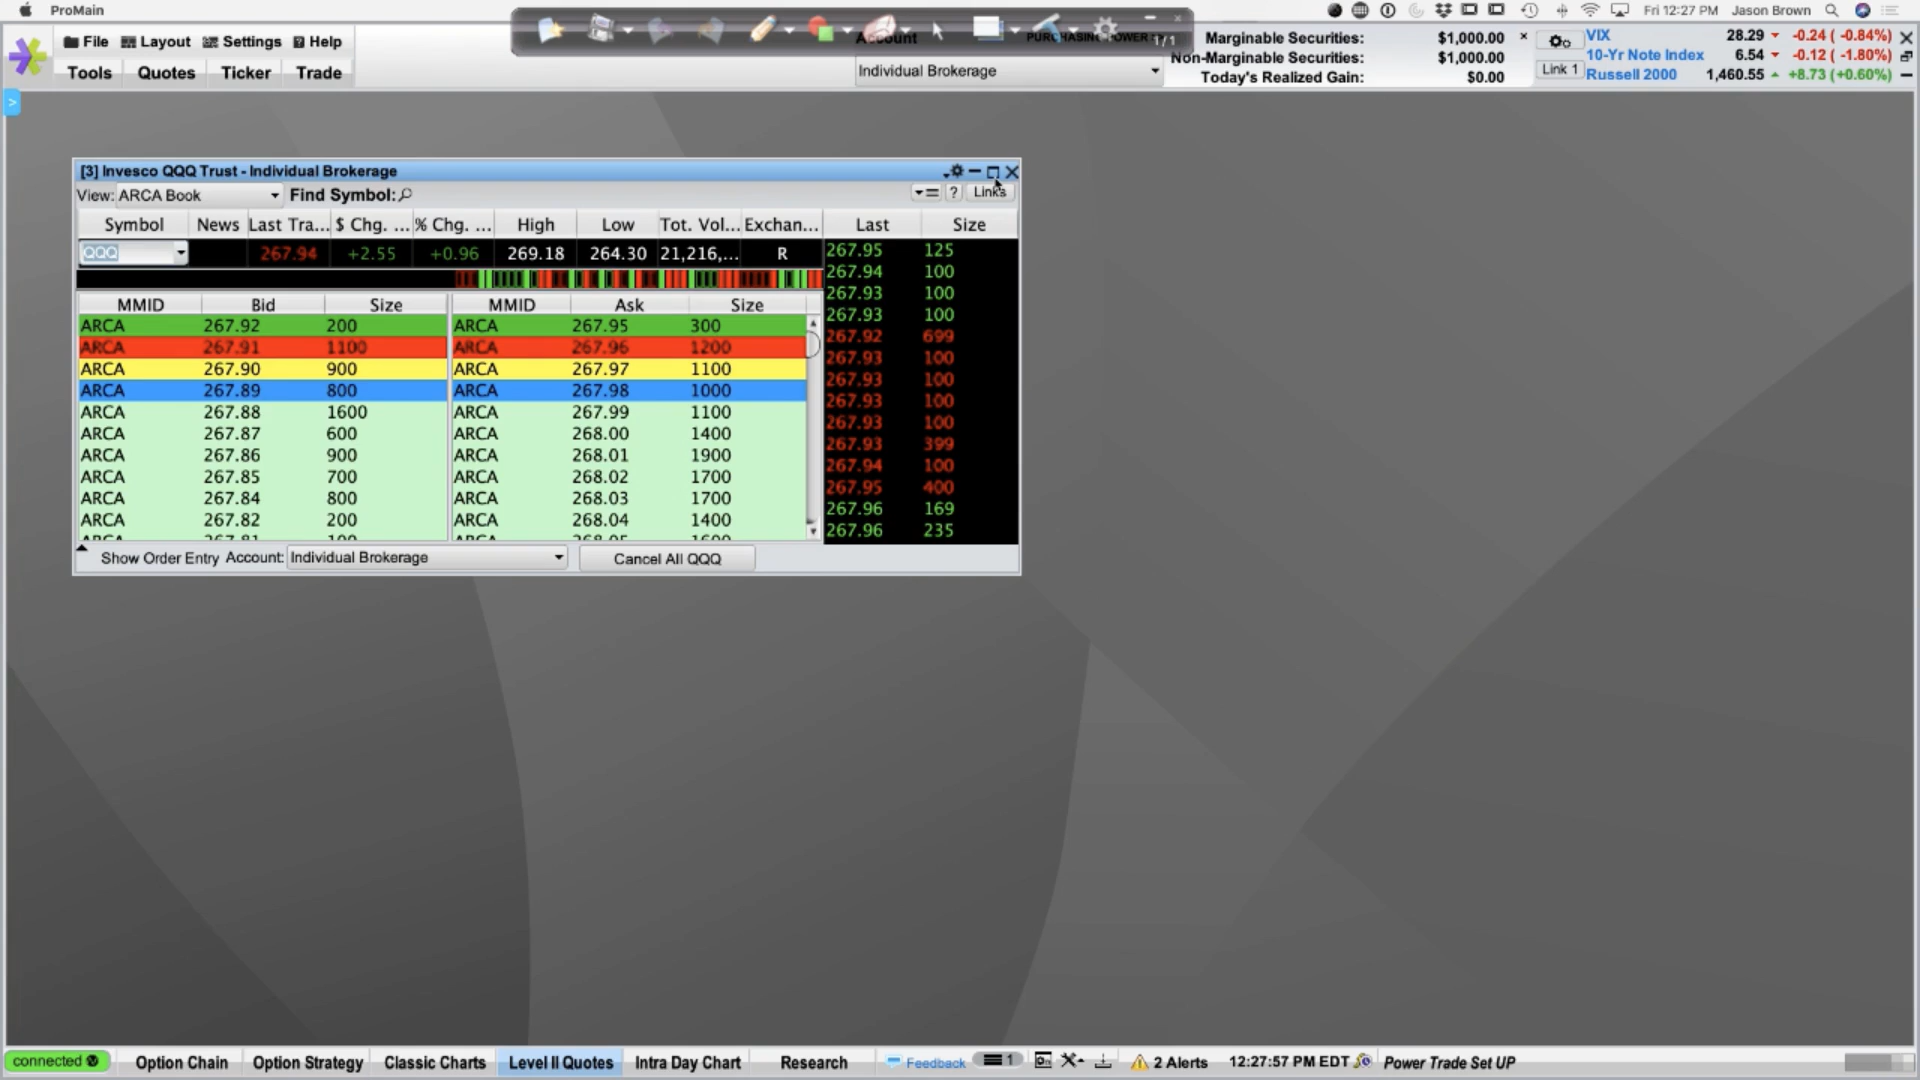 ProMain
Fri 12:27 PM Jason Brown
File Layout Settings Help
Tools Quotes Ticker Trade
Account
1/1
Individual Brokerage
Marginable Securities: $1,000.00
Non-Marginable Securities: $1,000.00
Today's Realized Gain: $0.00
Link 1
VIX 28.29 -0.24 ( -0.84%)
10-Yr Note Index 6.54 -0.12 ( -1.80%)
Russell 2000 1,460.55 +8.73 (+0.60%)
>
[3] Invesco QQQ Trust - Individual Brokerage
View: ARCA Book Find Symbol: ? Links
Symbol News Last Tra... $ Chg. ... % Chg. ... High Low Tot. Vol... Exchan... Last Size
QQQ 267.94 +2.55 +0.96 269.18 264.30 21,216,... R
267.95 125
267.94 100
267.93 100
267.93 100
267.92 699
267.93 100
267.93 100
267.93 100
267.93 100
267.93 399
267.94 100
267.95 400
267.96 169
267.96 235
MMID Bid Size MMID Ask Size
ARCA 267.92 200 ARCA 267.95 300
ARCA 267.91 1100 ARCA 267.96 1200
ARCA 267.90 900 ARCA 267.97 1100
ARCA 267.89 800 ARCA 267.98 1000
ARCA 267.88 1600 ARCA 267.99 1100
ARCA 267.87 600 ARCA 268.00 1400
ARCA 267.86 900 ARCA 268.01 1900
ARCA 267.85 700 ARCA 268.02 1700
ARCA 267.84 800 ARCA 268.03 1700
ARCA 267.82 200 ARCA 268.04 1400
Show Order Entry Account: Individual Brokerage Cancel All QQQ
connected Option Chain Option Strategy Classic Charts Level II Quotes Intra Day Chart Research Feedback 1 2 Alerts 12:27:57 PM EDT Power Trade Set UP